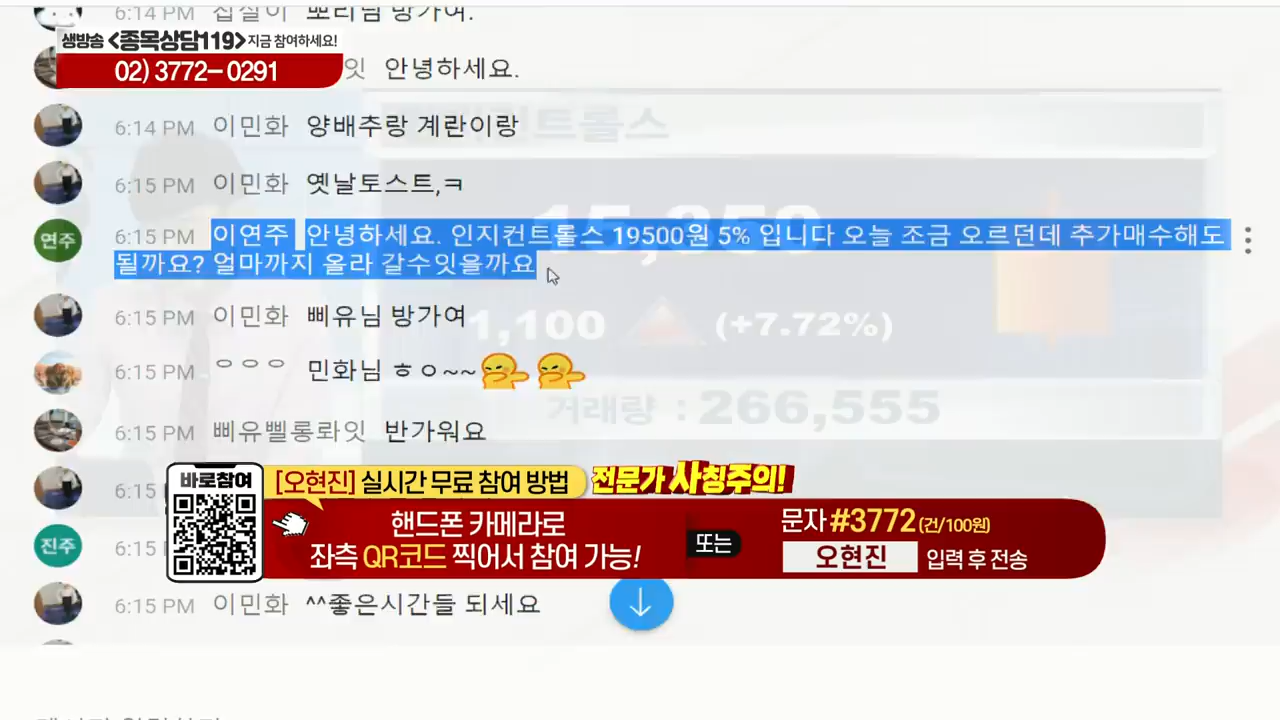 6:14 PM 집실이 뽀리님 방가여.
생방송 <종목상담119> 지금 참여하세요!
02) 3772-0291
잇 안녕하세요.
6:14 PM 이민화 양배추랑 계란이랑
컨트롤스
6:15 PM 이민화 옛날토스트,ㅋ
15,350
연주 6:15 PM 이연주 안녕하세요. 인지컨트롤스 19500원 5% 입니다 오늘 조금 오르던데 추가매수해도
될까요? 얼마까지 올라 갈수잇을까요
6:15 PM 이민화 삐유님 방가여
1,100 (+7.72%)
6:15 PM ᄋᄋᄋ 민화님 ㅎㅇ~~
거래량 : 266,555
6:15 PM 삐유삘롱롸잇 반가워요
바로참여 [오현진] 실시간 무료 참여 방법 전문가 사칭주의!
6:15
핸드폰 카메라로
좌측 QR코드 찍어서 참여 가능!
또는
문자 #3772 (건/100원)
오현진 입력 후 전송
진주 6:15
6:15 PM 이민화 ^^좋은시간들 되세요